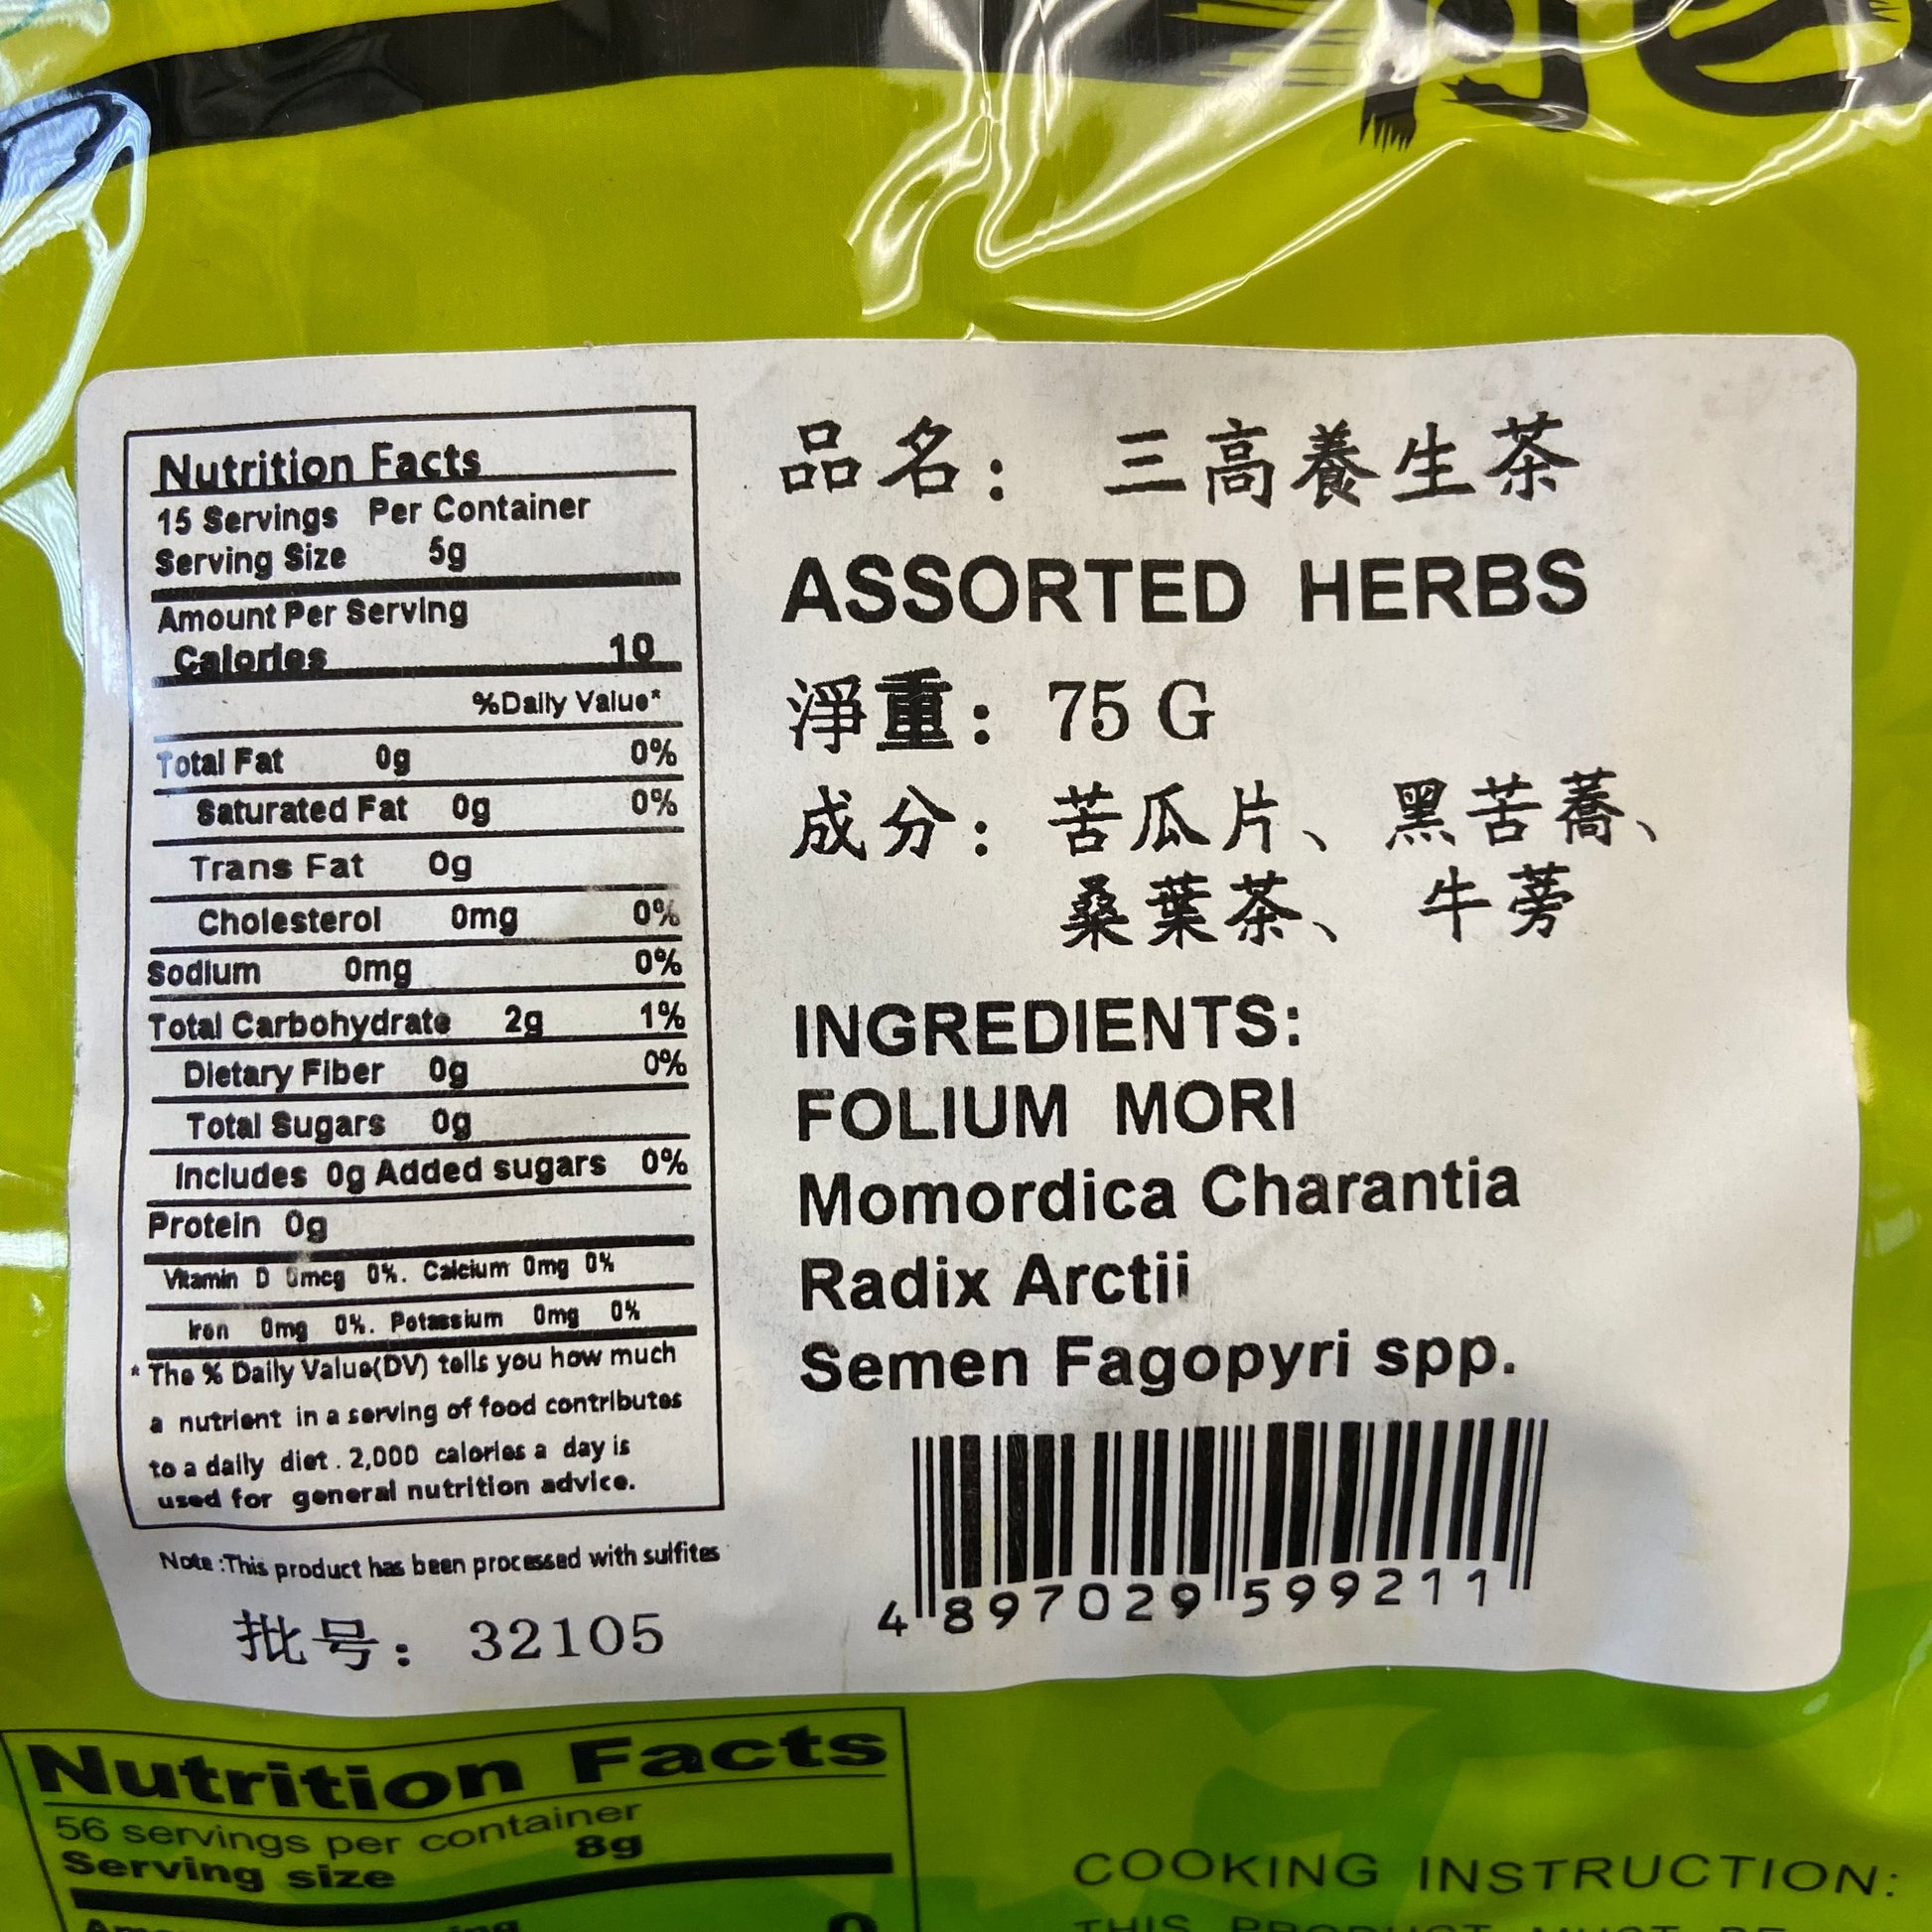 Nutrition Facts
15 Servings Per Container
Serving Size 5g
Amount Per Serving
Calories 10
%Daily Value*
Total Fat 0g 0%
Saturated Fat 0g 0%
Trans Fat 0g
Cholesterol 0mg 0%
Sodium 0mg 0%
Total Carbohydrate 2g 1%
Dietary Fiber 0g 0%
Total Sugars 0g
Includes 0g Added sugars 0%
Protein 0g
Vitamin D 0mcg 0%. Calcium 0mg 0%
Iron 0mg 0%. Potassium 0mg 0%
* The % Daily Value(DV) tells you how much
a nutrient in a serving of food contributes
to a daily diet . 2,000 calories a day is
used for general nutrition advice.
Note :This product has been processed with sulfites
批号：32105
品名： 三高養生茶
ASSORTED HERBS
淨重：75 G
成分：苦瓜片、黑苦蕎、
桑葉茶、 牛蒡
INGREDIENTS:
FOLIUM MORI
Momordica Charantia
Radix Arctii
Semen Fagopyri spp.
4 897029 599211
Nutrition Facts
56 servings per container
Serving size 8g
COOKING INSTRUCTION:
THIS PRODUCT MUST BE